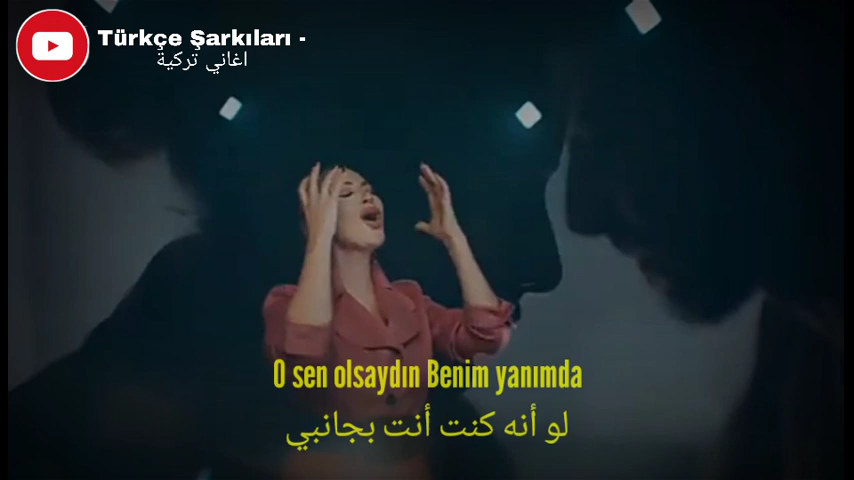 Türkçe Şarkıları -
اغاني تركية
O sen olsaydın Benim yanımda
لو أنه كنت أنت بجانبي